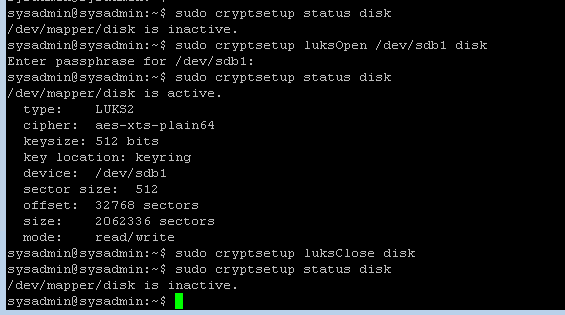 sysadmin@sysadmin:~$ sudo cryptsetup status disk
/dev/mapper/disk is inactive.
sysadmin@sysadmin:~$ sudo cryptsetup luksOpen /dev/sdb1 disk
Enter passphrase for /dev/sdb1:
sysadmin@sysadmin:~$ sudo cryptsetup status disk
/dev/mapper/disk is active.
  type:    LUKS2
  cipher:  aes-xts-plain64
  keysize: 512 bits
  key location: keyring
  device:  /dev/sdb1
  sector size:  512
  offset:  32768 sectors
  size:    2062336 sectors
  mode:    read/write
sysadmin@sysadmin:~$ sudo cryptsetup luksClose disk
sysadmin@sysadmin:~$ sudo cryptsetup status disk
/dev/mapper/disk is inactive.
sysadmin@sysadmin:~$